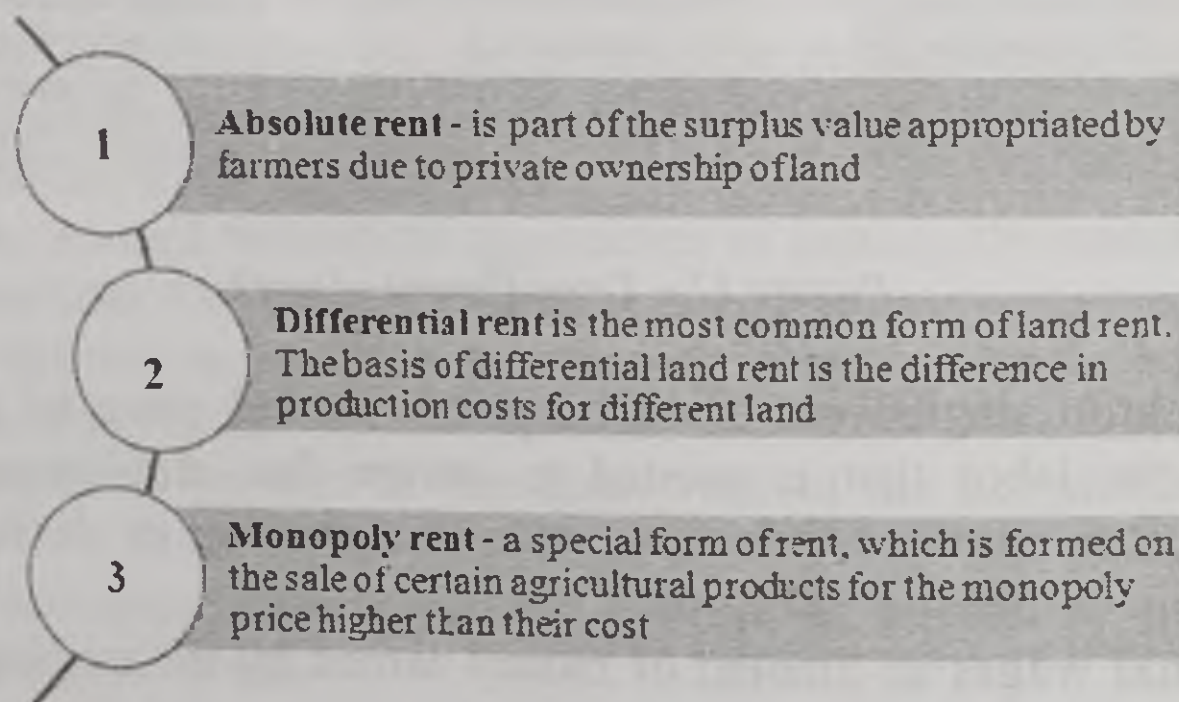 1
Absolute rent - is part of the surplus value appropriated by
farmers due to private ownership of land
2
Differential rent is the most common form of land rent.
The basis of differential land rent is the difference in
production costs for different land
3
Monopoly rent - a special form of rent, which is formed on
the sale of certain agricultural products for the monopoly
price higher than their cost